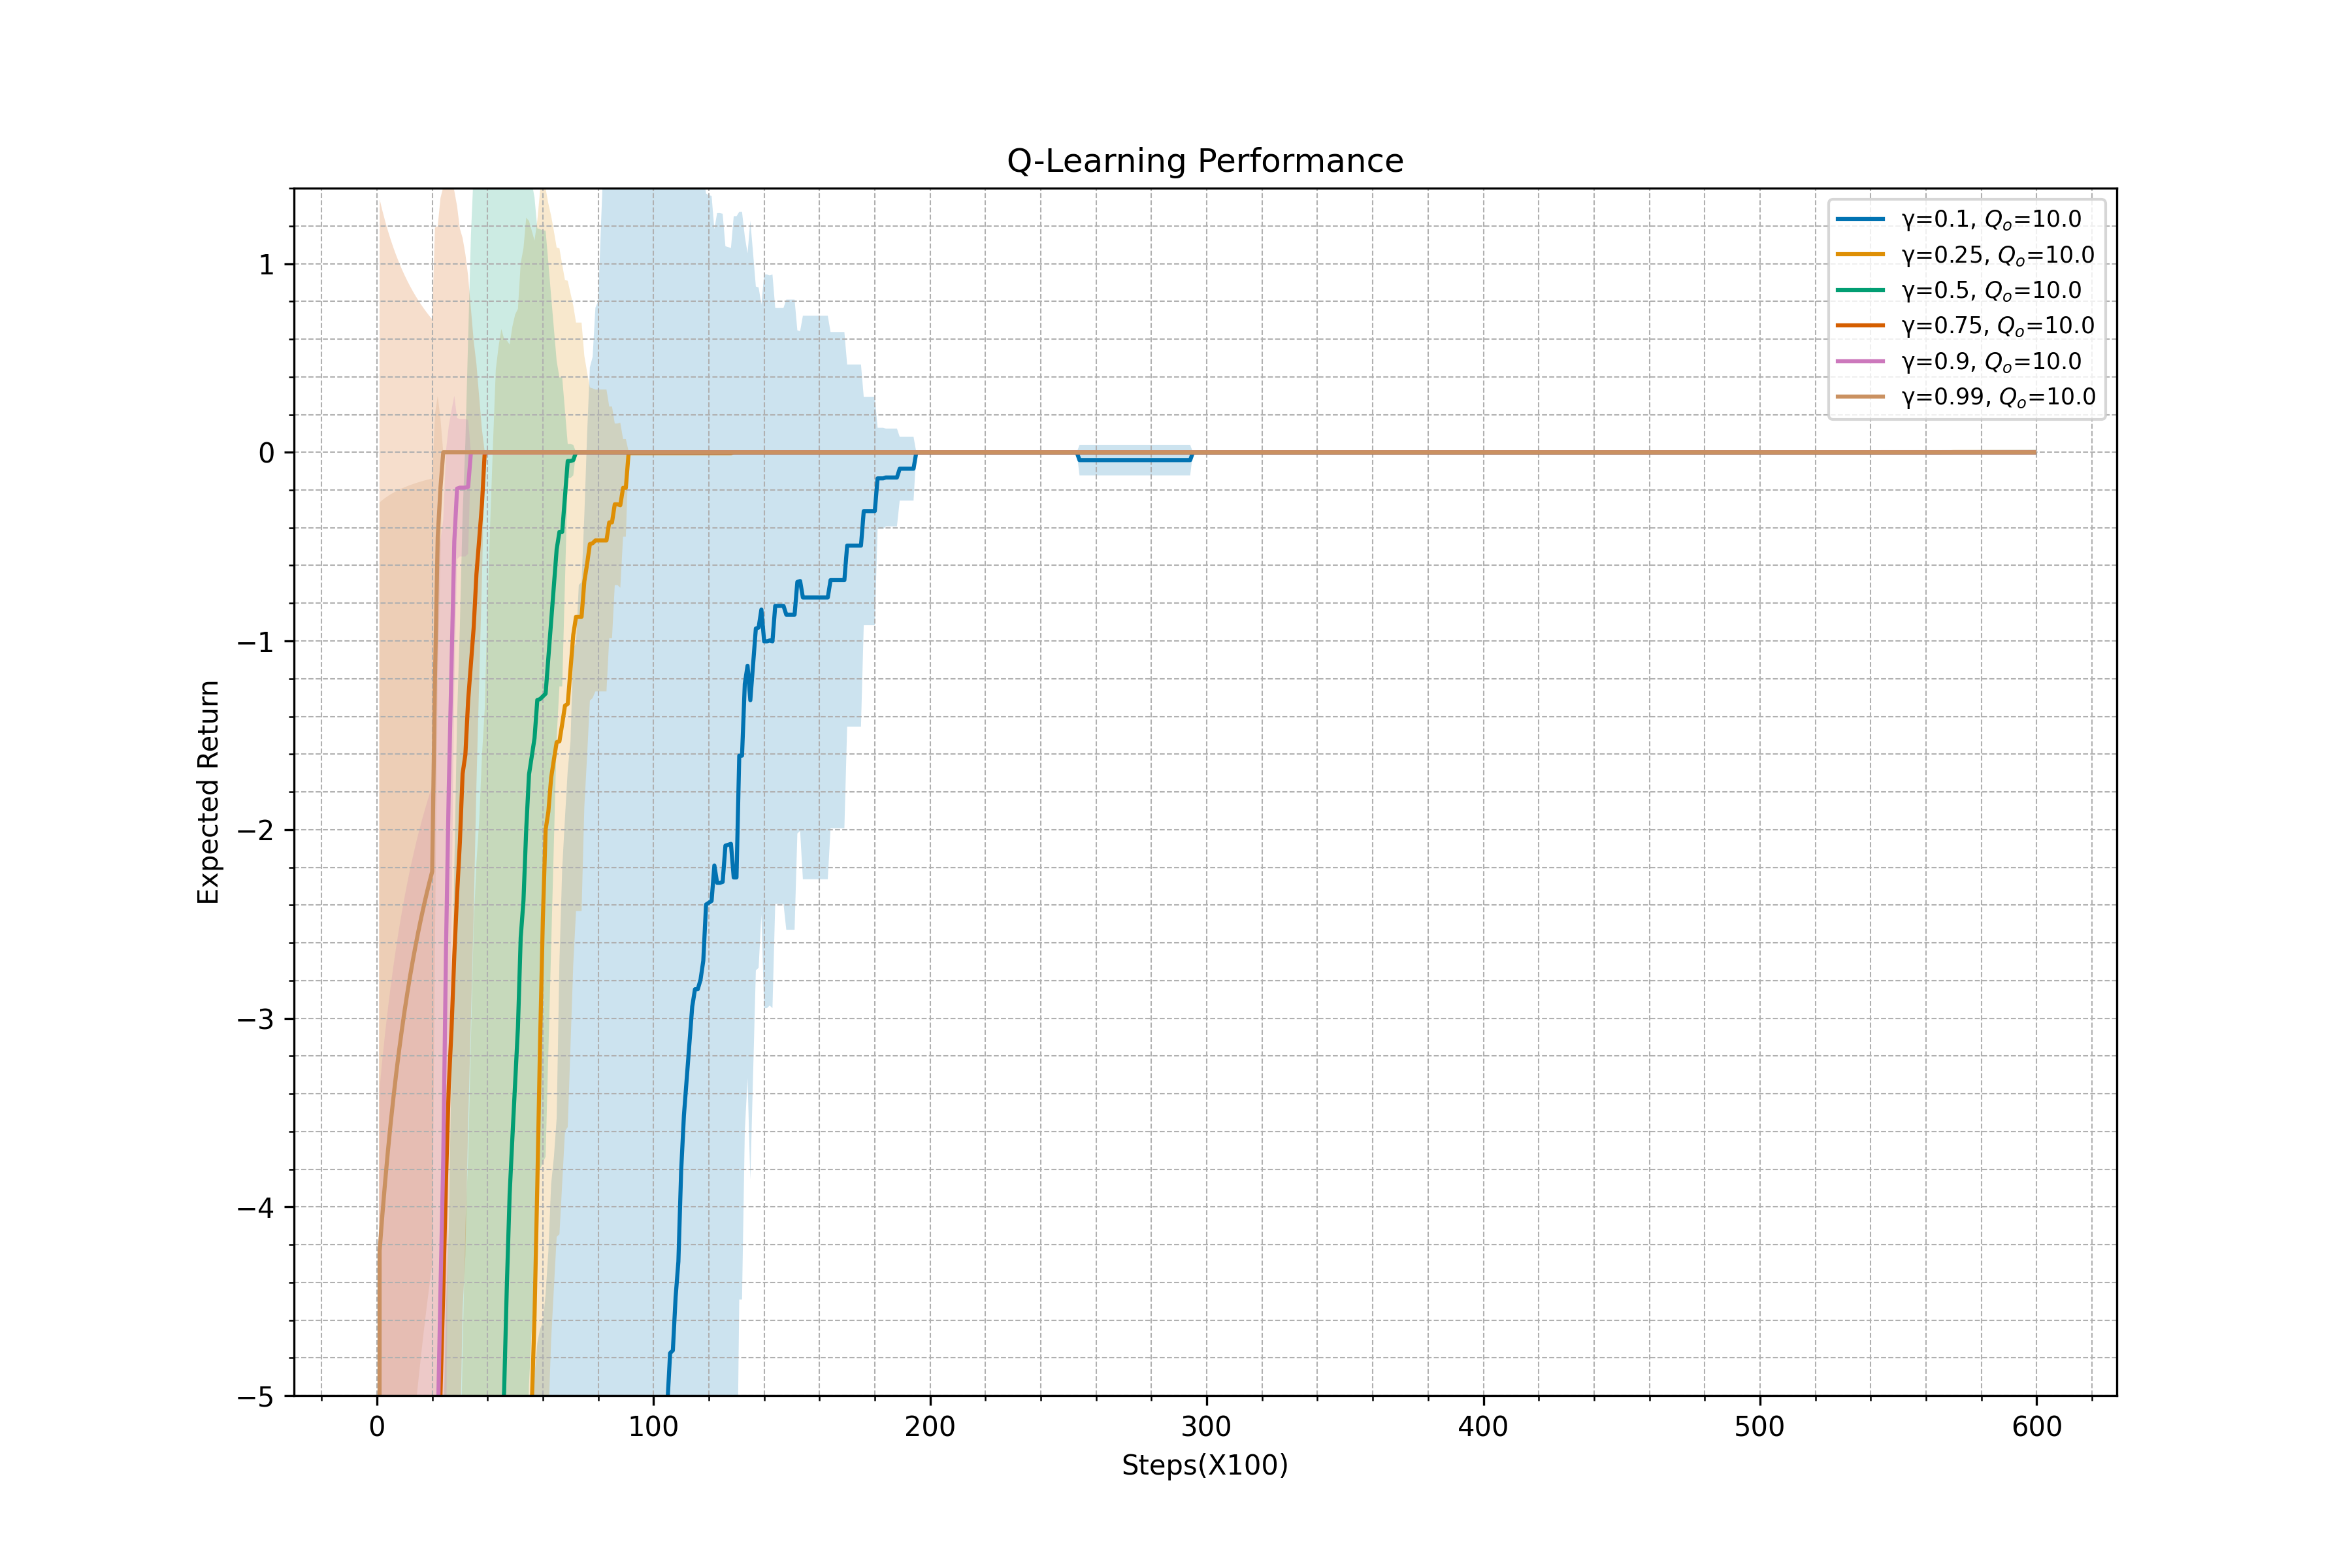 Q-Learning Performance
γ=0.1, Qₒ=10.0
γ=0.25, Qₒ=10.0
γ=0.5, Qₒ=10.0
γ=0.75, Qₒ=10.0
γ=0.9, Qₒ=10.0
γ=0.99, Qₒ=10.0
1
0
−1
−2
−3
−4
−5
Expected Return
0 100 200 300 400 500 600
Steps(X100)